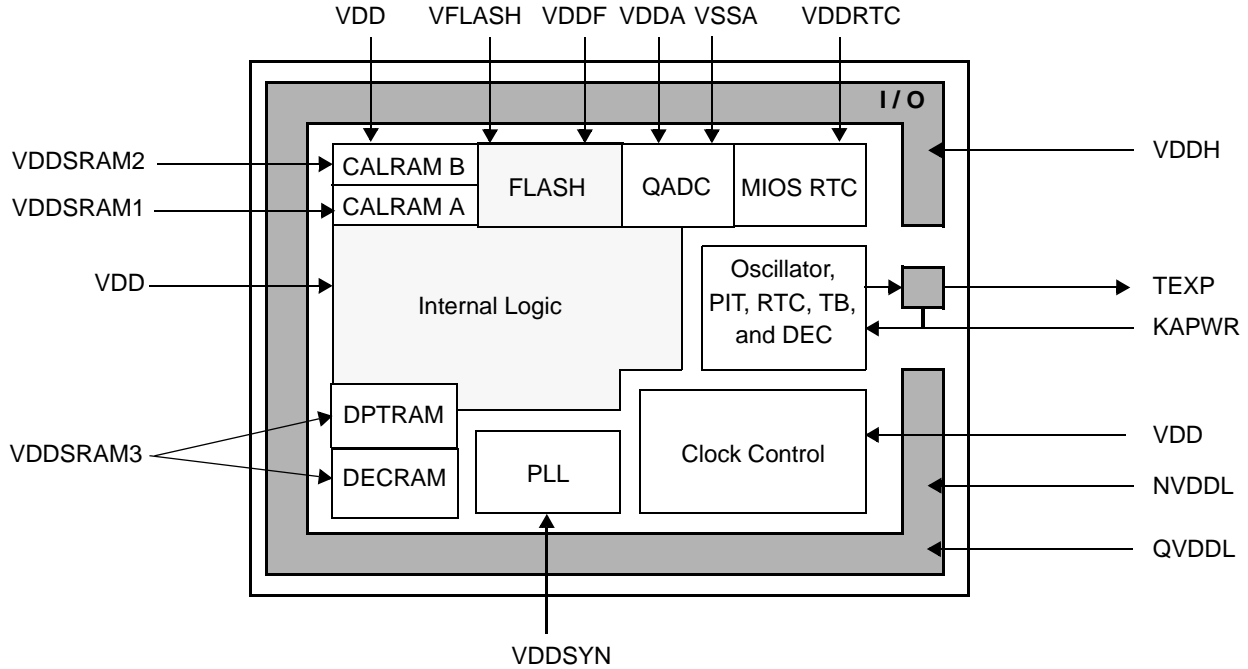 VDD VFLASH VDDF VDDA VSSA VDDRTC
I / O
VDDSRAM2
CALRAM B
FLASH
QADC
MIOS RTC
VDDH
VDDSRAM1
CALRAM A
VDD
Internal Logic
Oscillator,
PIT, RTC, TB,
and DEC
TEXP
KAPWR
DPTRAM
VDDSRAM3
DECRAM
PLL
Clock Control
VDD
NVDDL
QVDDL
VDDSYN